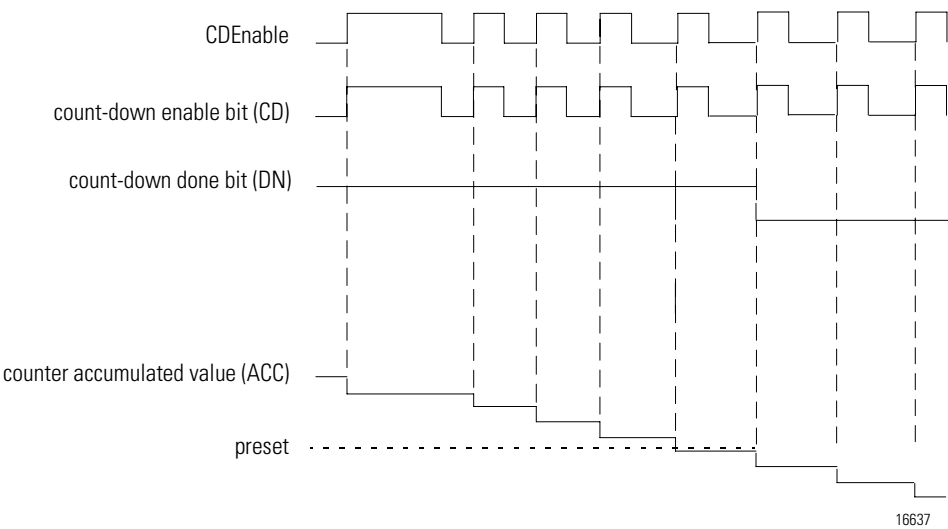 CDEnable
count-down enable bit (CD)
count-down done bit (DN)
counter accumulated value (ACC)
preset
16637